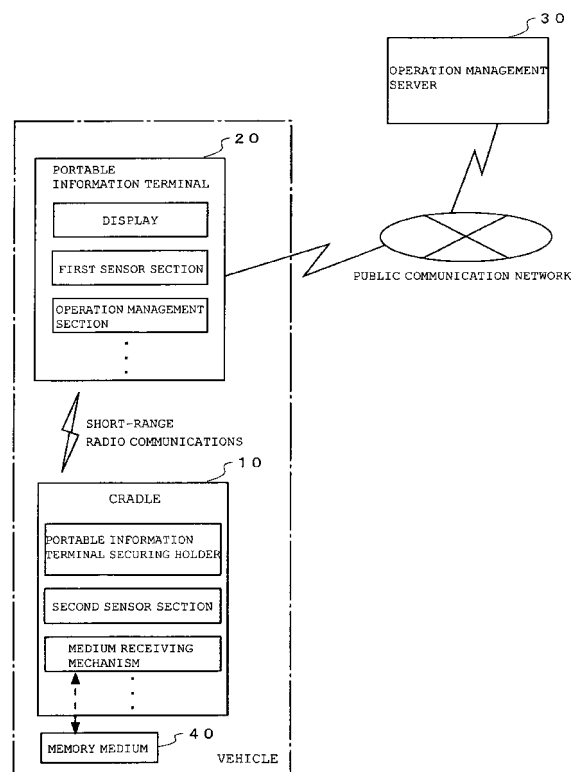 30
OPERATION MANAGEMENT
SERVER
20
PORTABLE
INFORMATION TERMINAL
DISPLAY
FIRST SENSOR SECTION
OPERATION MANAGEMENT
SECTION
PUBLIC COMMUNICATION NETWORK
SHORT-RANGE
RADIO COMMUNICATIONS
10
CRADLE
PORTABLE INFORMATION
TERMINAL SECURING HOLDER
SECOND SENSOR SECTION
MEDIUM RECEIVING
MECHANISM
40
MEMORY MEDIUM
VEHICLE